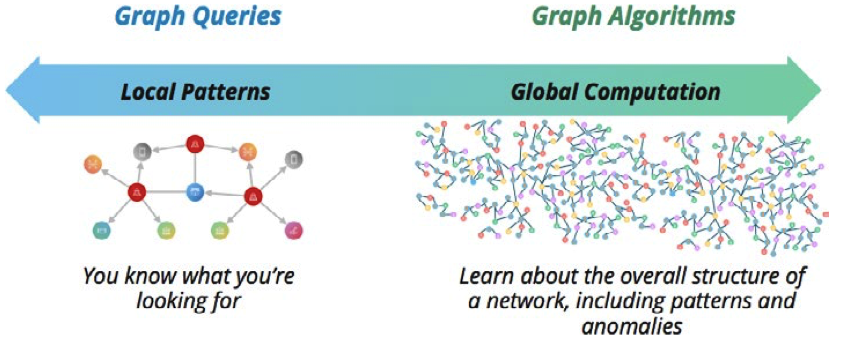 Graph Queries
Graph Algorithms
Local Patterns
Global Computation
You know what you're
looking for
Learn about the overall structure of
a network, including patterns and
anomalies